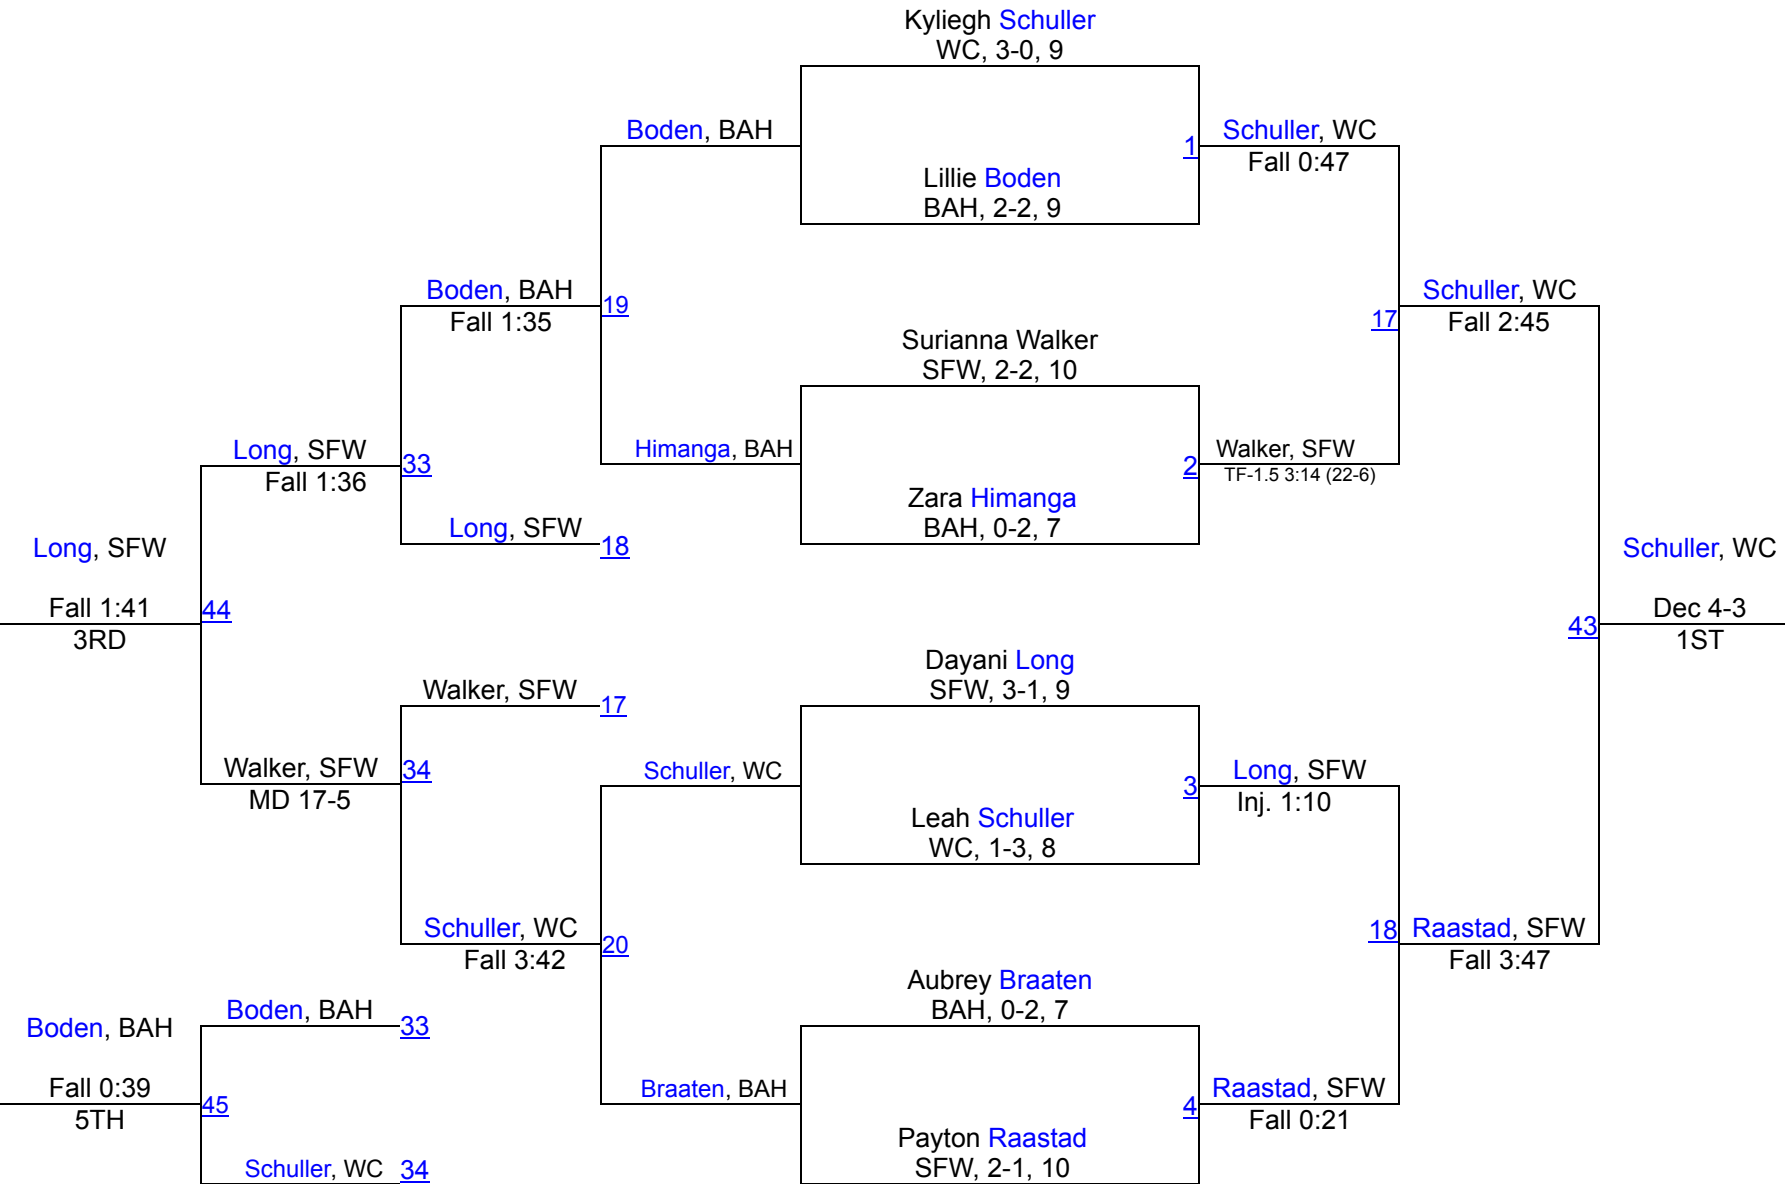 Kyliegh Schuller
WC, 3-0, 9
Boden, BAH
1
Schuller, WC
Fall 0:47
Lillie Boden
BAH, 2-2, 9
Boden, BAH
Fall 1:35
19
Schuller, WC
Fall 2:45
17
Surianna Walker
SFW, 2-2, 10
Long, SFW
Fall 1:36
33
Himanga, BAH
2
Walker, SFW
TF-1.5 3:14 (22-6)
Zara Himanga
BAH, 0-2, 7
Long, SFW
18
Long, SFW
Fall 1:41
3RD
44
Schuller, WC
Dec 4-3
1ST
43
Dayani Long
SFW, 3-1, 9
Walker, SFW
17
Walker, SFW
MD 17-5
34
Schuller, WC
3
Long, SFW
Inj. 1:10
Leah Schuller
WC, 1-3, 8
Schuller, WC
Fall 3:42
20
18
Raastad, SFW
Fall 3:47
Aubrey Braaten
BAH, 0-2, 7
Boden, BAH
33
Boden, BAH
Fall 0:39
5TH
45
Braaten, BAH
4
Raastad, SFW
Fall 0:21
Payton Raastad
SFW, 2-1, 10
Schuller, WC
34